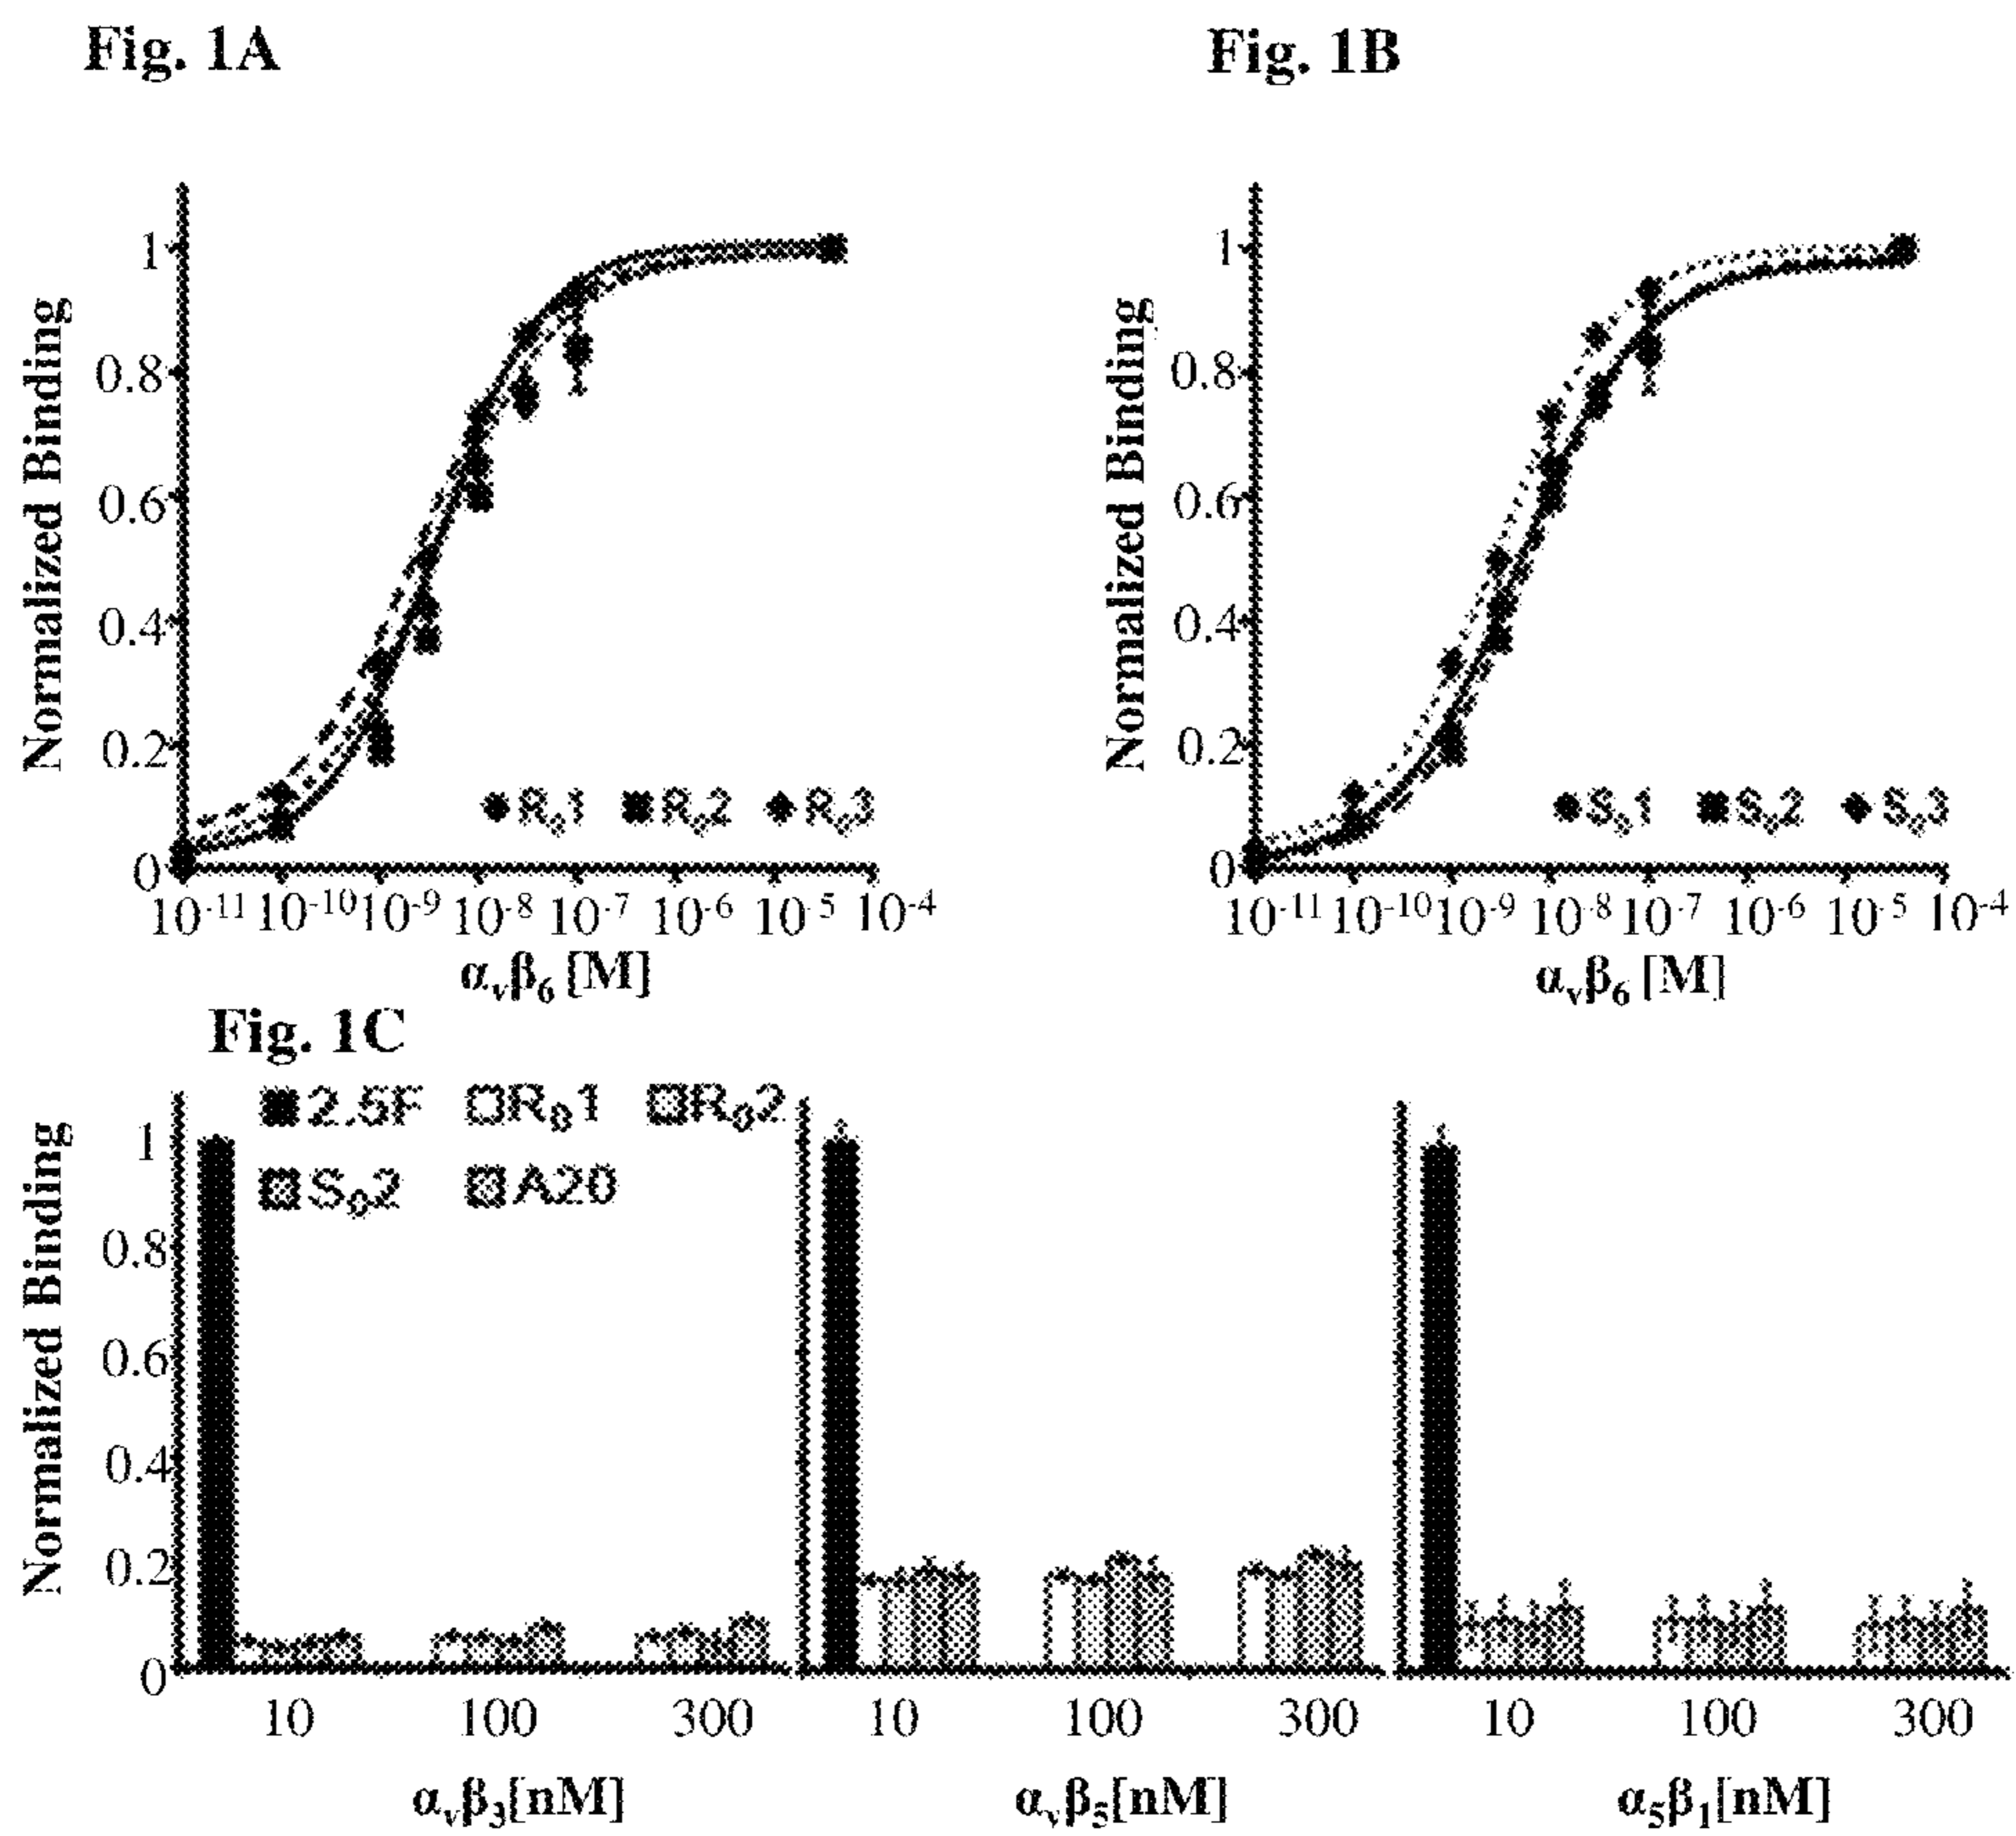 Fig. 1A
Fig. 1B
Normalized Binding
1
0.8
0.6
0.4
0.2
0
R₀1 R₀2 R₀3
10⁻¹¹ 10⁻¹⁰ 10⁻⁹ 10⁻⁸ 10⁻⁷ 10⁻⁶ 10⁻⁵ 10⁻⁴
αᵥβ₆ [M]
Normalized Binding
1
0.8
0.6
0.4
0.2
0
S₀1 S₀2 S₀3
10⁻¹¹ 10⁻¹⁰ 10⁻⁹ 10⁻⁸ 10⁻⁷ 10⁻⁶ 10⁻⁵ 10⁻⁴
αᵥβ₆ [M]
Fig. 1C
2.5F R₀1 R₀2
S₀2 A20
Normalized Binding
1
0.8
0.6
0.4
0.2
0
10 100 300 10 100 300 10 100 300
αᵥβ₃[nM] αᵥβ₅[nM] α₅β₁[nM]